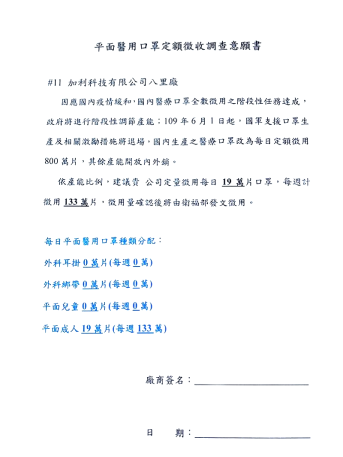 平面醫用口罩定額徵收調查意願書
#11 加利科技有限公司八里廠
因應國內疫情緩和,國內醫療口罩全數徵用之階段性任務達成,
政府將進行階段性調節產能;109 年 6 月 1 日起,國軍支援口罩生
產及相關激勵措施將退場,國內生產之醫療口罩改為每日定額徵用
800 萬片,其餘產能開放內外銷。
依產能比例,建議貴 公司定量徵用每日 19 萬片口罩,每週計
徵用 133 萬片,徵用量確認後將由衛福部發文徵用。
每日平面醫用口罩種類分配:
外科耳掛 0 萬片(每週 0 萬)
外科綁帶 0 萬片(每週 0 萬)
平面兒童 0 萬片(每週 0 萬)
平面成人 19 萬片(每週 133 萬)
廠商簽名:
日 期: